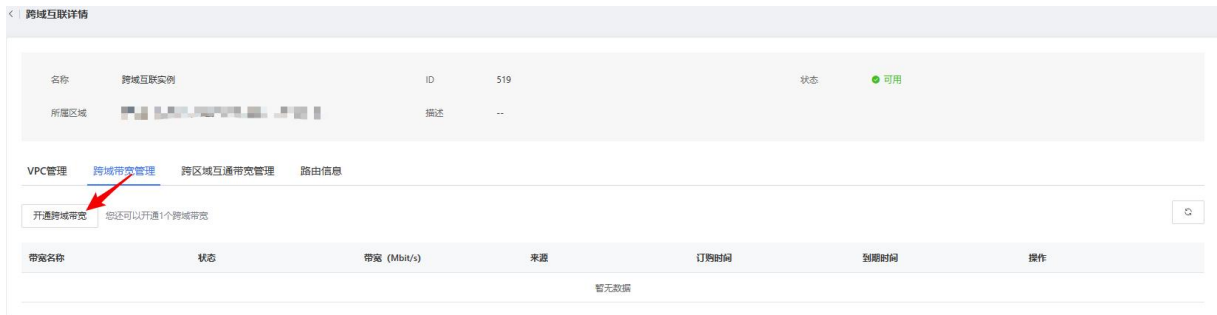 < 跨域互联详情
名称 跨域互联实例 ID 519 状态 可用
所属区域 描述 --
VPC管理 跨域带宽管理 跨区域互通带宽管理 路由信息
开通跨域带宽 您还可以开通1个跨域带宽
带宽名称 状态 带宽 (Mbit/s) 来源 订购时间 到期时间 操作
暂无数据